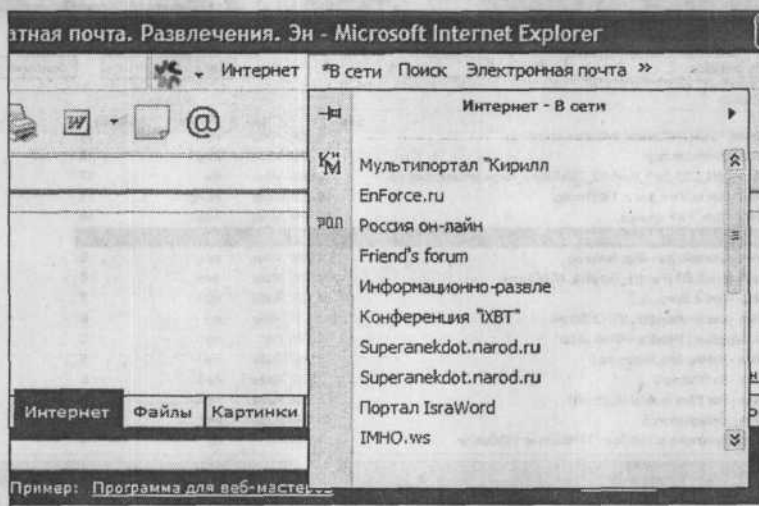 атная почта. Развлечения. Эн - Microsoft Internet Explorer
Интернет *В сети Поиск Электронная почта »
Интернет - В сети
W @
КиМ Мультипортал "Кирилл
EnForce.ru
РОЛ Россия он-лайн
Friend's forum
Информационно-развле
Конференция "iXBT"
Superanekdot.narod.ru
Superanekdot.narod.ru
Портал IsraWord
IMHO.ws
Интернет Файлы Картинки
Пример: Программа для веб-мастеров